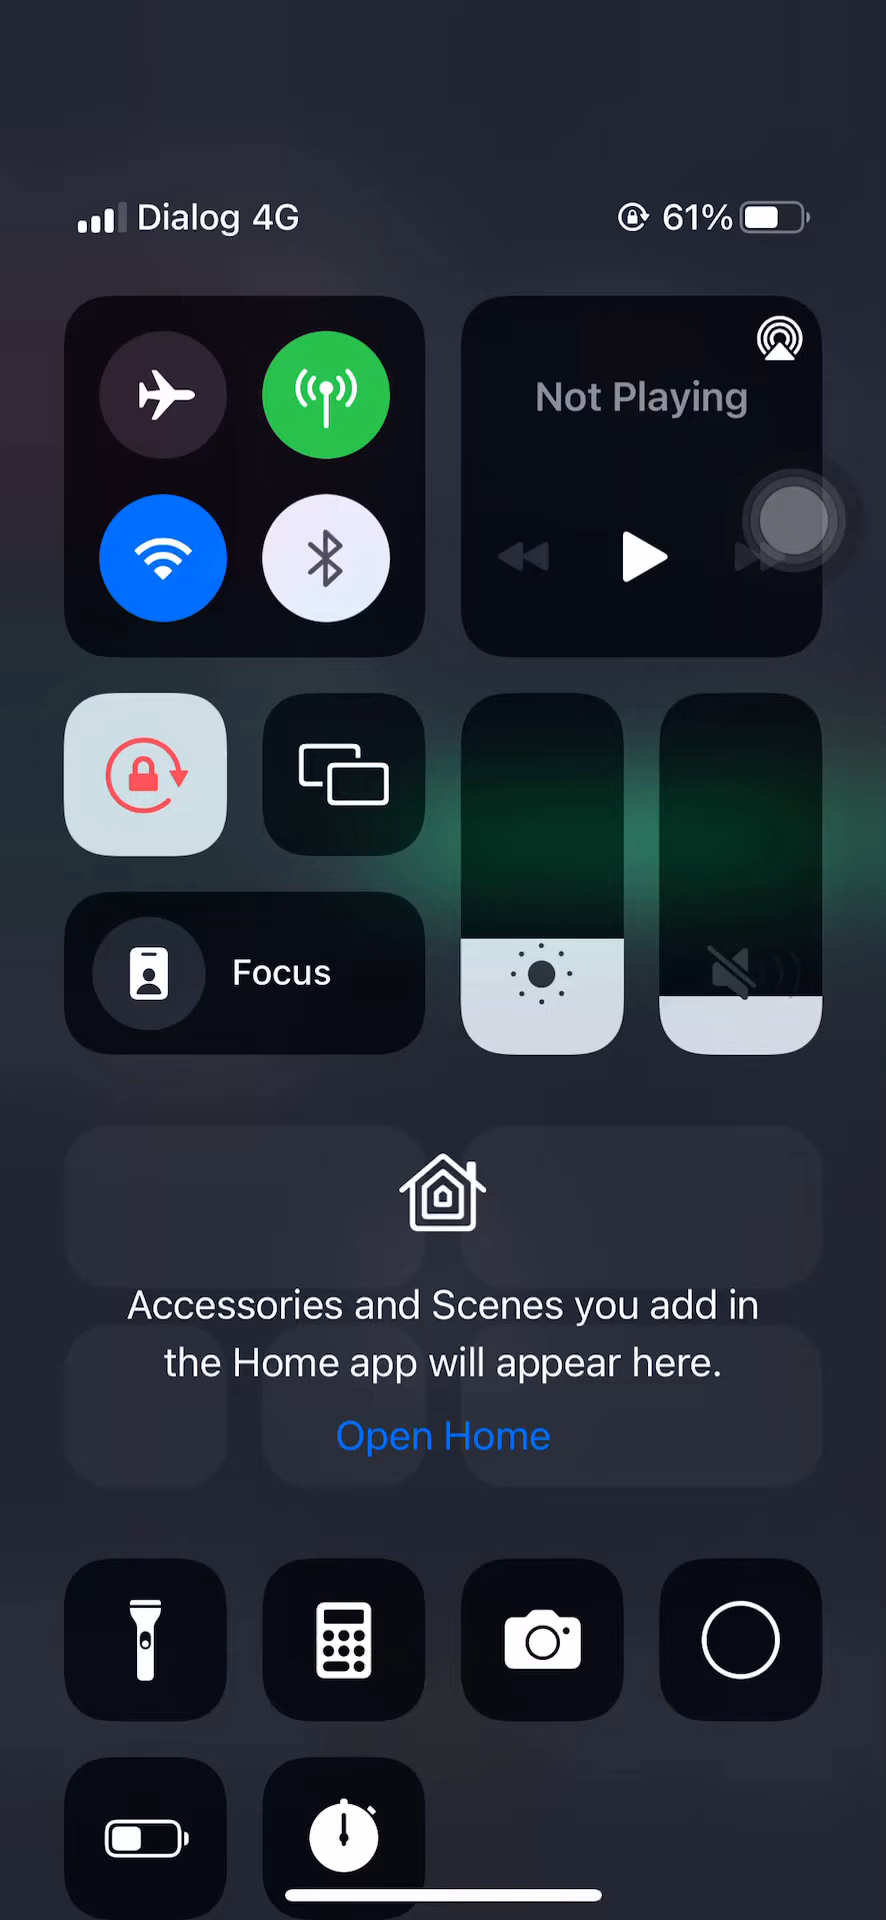 Dialog 4G
61%
Not Playing
Focus
Accessories and Scenes you add in
the Home app will appear here.
Open Home